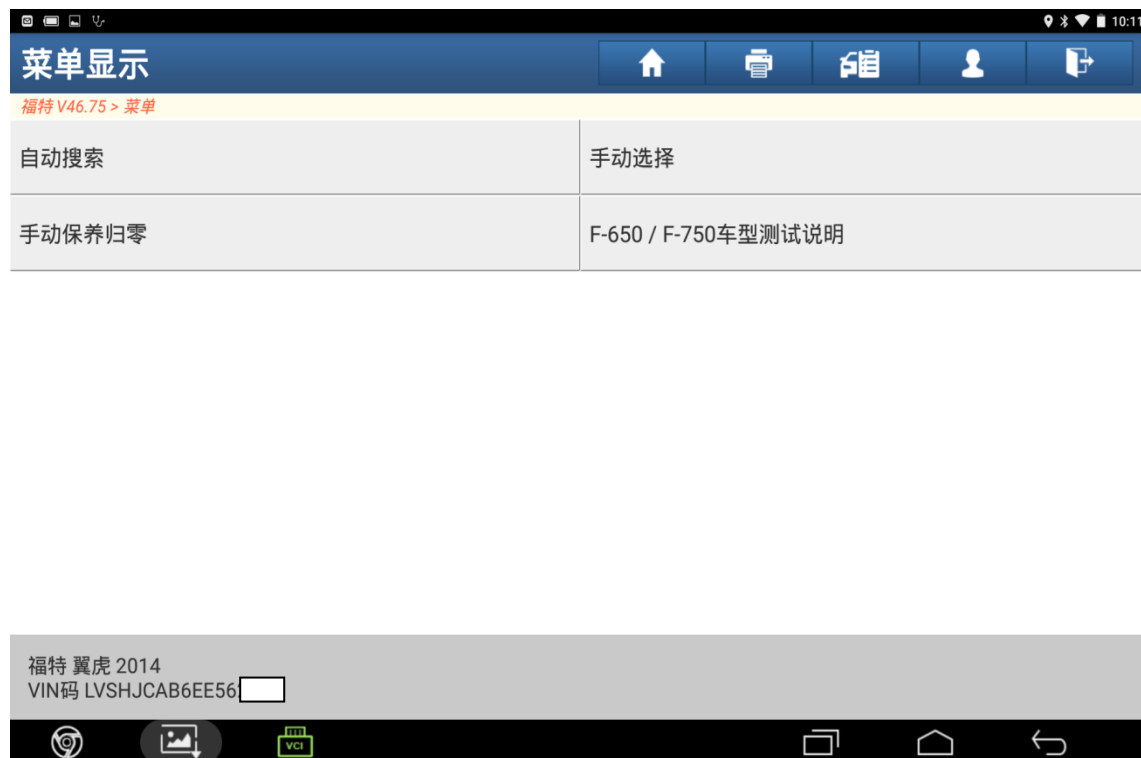 10:11
菜单显示
福特 V46.75 > 菜单
自动搜索
手动选择
手动保养归零
F-650 / F-750车型测试说明
福特 翼虎 2014
VIN码 LVSHJCAB6EE56
VCI